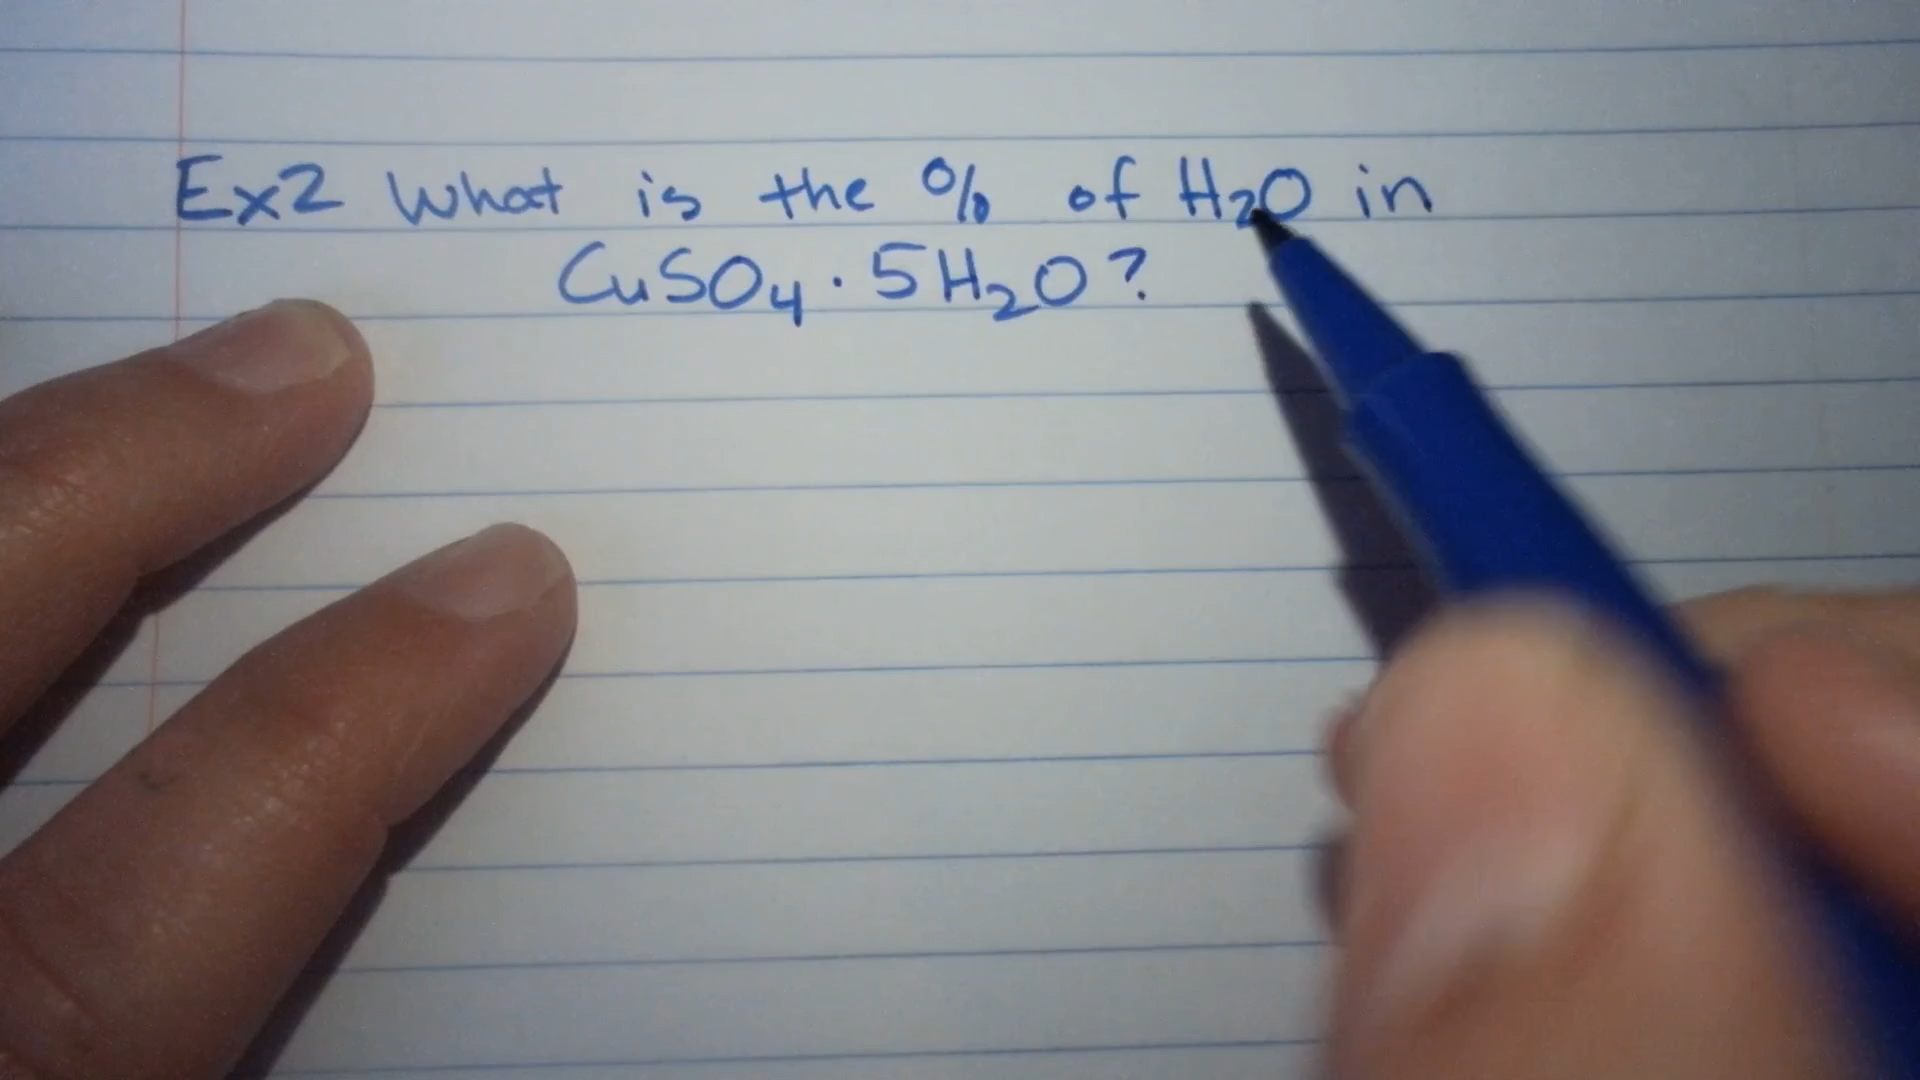 Ex2 What is the % of H₂O in
CuSO₄·5H₂O?